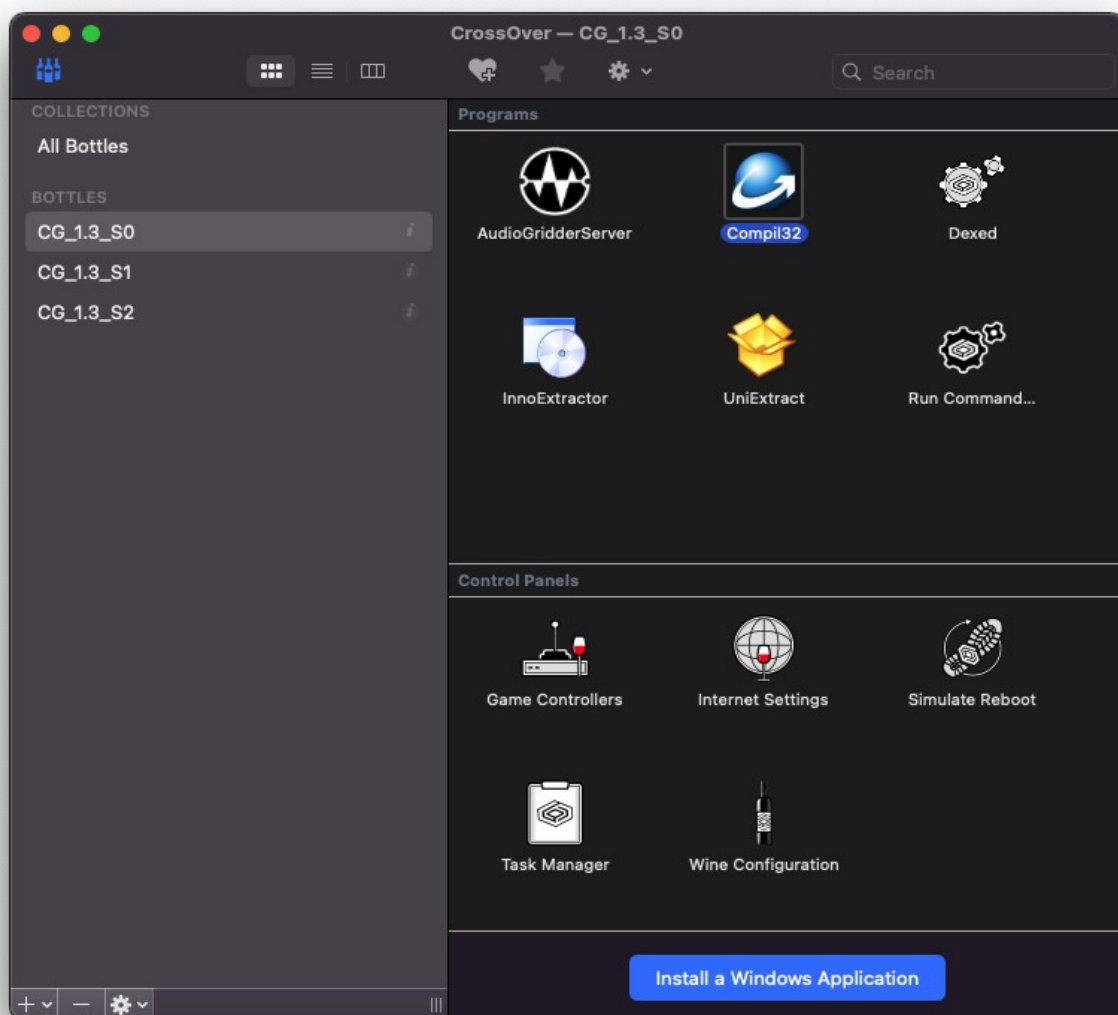 CrossOver — CG_1.3_S0
Search
COLLECTIONS
All Bottles
BOTTLES
CG_1.3_S0
CG_1.3_S1
CG_1.3_S2
Programs
AudioGridderServer
Compil32
Dexed
InnoExtractor
UniExtract
Run Command...
Control Panels
Game Controllers
Internet Settings
Simulate Reboot
Task Manager
Wine Configuration
Install a Windows Application